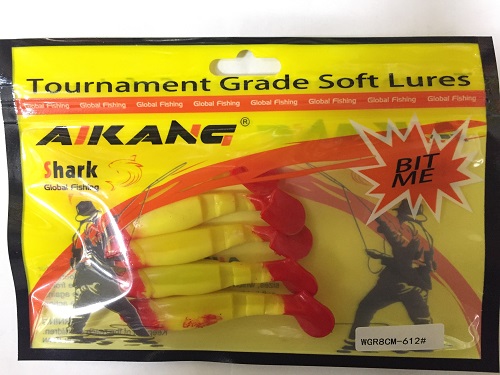 Tournament Grade Soft Lures
Global Fishing Global Fishing Global Fishing Global Fishing Global Fishing Global Fishing Global Fishing
AIKANG®
Shark
Global Fishing
BIT
ME
WGR8CM-612#